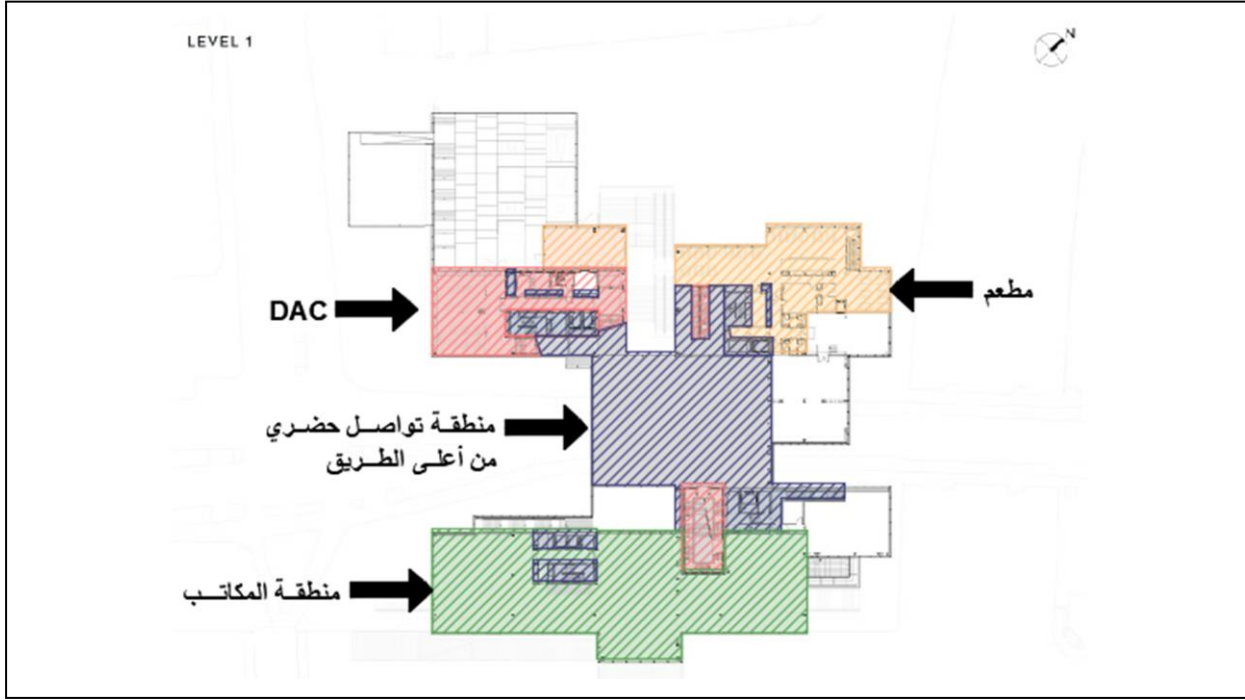 LEVEL 1
N
مطعم
DAC
منطقة تواصل حضري
من أعلى الطريق
منطقة المكاتب